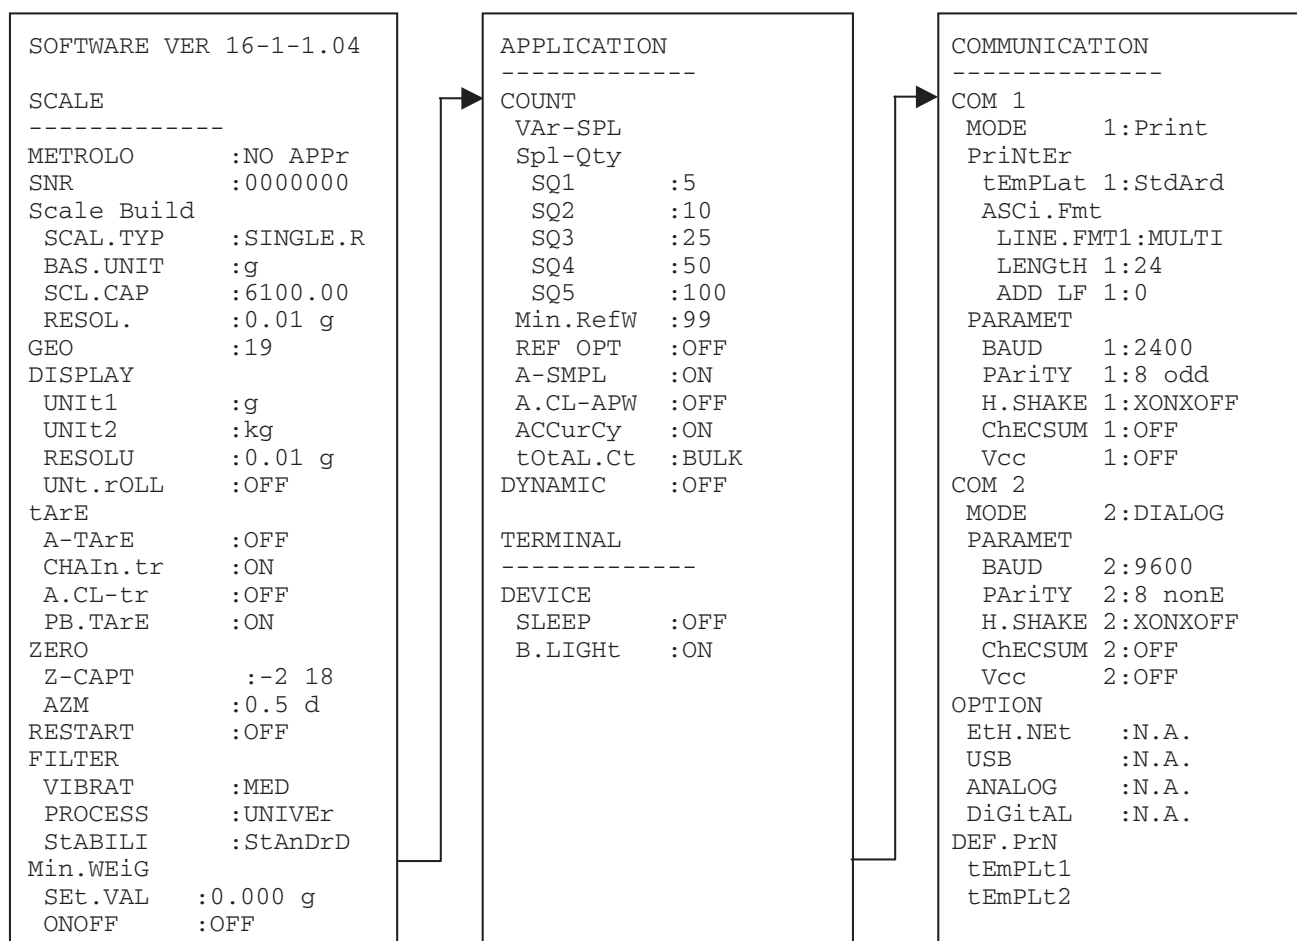 SOFTWARE VER 16-1-1.04
SCALE
-------------
METROLO :NO APPr
SNR :0000000
Scale Build
SCAL.TYP :SINGLE.R
BAS.UNIT :g
SCL.CAP :6100.00
RESOL. :0.01 g
GEO :19
DISPLAY
UNIt1 :g
UNIt2 :kg
RESOLU :0.01 g
UNt.rOLL :OFF
tArE
A-TArE :OFF
CHAIn.tr :ON
A.CL-tr :OFF
PB.TArE :ON
ZERO
Z-CAPT :-2 18
AZM :0.5 d
RESTART :OFF
FILTER
VIBRAT :MED
PROCESS :UNIVEr
StABILI :StAnDrD
Min.WEiG
SEt.VAL :0.000 g
ONOFF :OFF
APPLICATION
-------------
COUNT
VAr-SPL
Spl-Qty
SQ1 :5
SQ2 :10
SQ3 :25
SQ4 :50
SQ5 :100
Min.RefW :99
REF OPT :OFF
A-SMPL :ON
A.CL-APW :OFF
ACCurCy :ON
tOtAL.Ct :BULK
DYNAMIC :OFF
TERMINAL
-------------
DEVICE
SLEEP :OFF
B.LIGHt :ON
COMMUNICATION
--------------
COM 1
MODE 1:Print
PriNtEr
tEmPLat 1:StdArd
ASCi.Fmt
LINE.FMT1:MULTI
LENGtH 1:24
ADD LF 1:0
PARAMET
BAUD 1:2400
PAriTY 1:8 odd
H.SHAKE 1:XONXOFF
ChECSUM 1:OFF
Vcc 1:OFF
COM 2
MODE 2:DIALOG
PARAMET
BAUD 2:9600
PAriTY 2:8 nonE
H.SHAKE 2:XONXOFF
ChECSUM 2:OFF
Vcc 2:OFF
OPTION
EtH.NEt :N.A.
USB :N.A.
ANALOG :N.A.
DiGitAL :N.A.
DEF.PrN
tEmPLt1
tEmPLt2